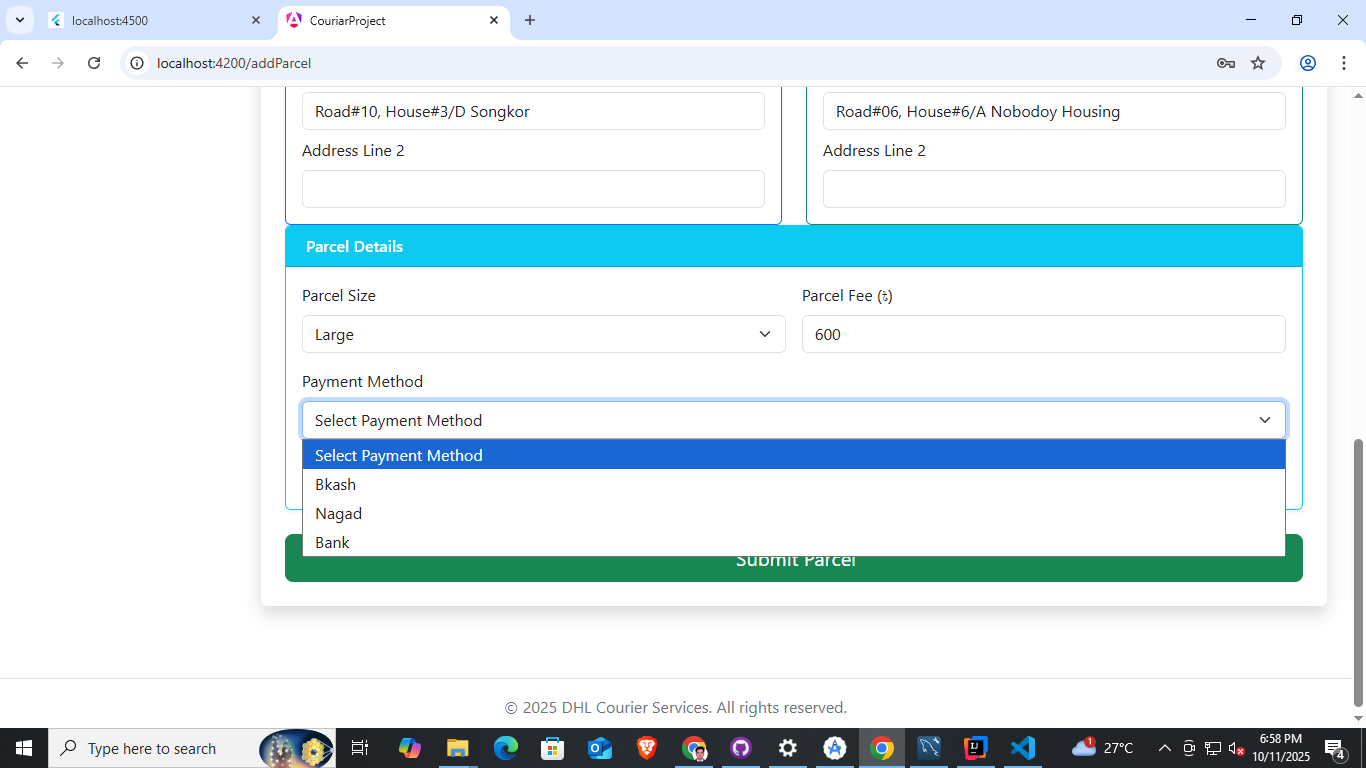 localhost:4500
CouriarProject
localhost:4200/addParcel
Road#10, House#3/D Songkor
Road#06, House#6/A Nobodoy Housing
Address Line 2
Address Line 2
Parcel Details
Parcel Size
Parcel Fee (৳)
Large
600
Payment Method
Select Payment Method
Select Payment Method
Bkash
Nagad
Bank
Submit Parcel
© 2025 DHL Courier Services. All rights reserved.
Type here to search
1
27°C
6:58 PM
10/11/2025
4